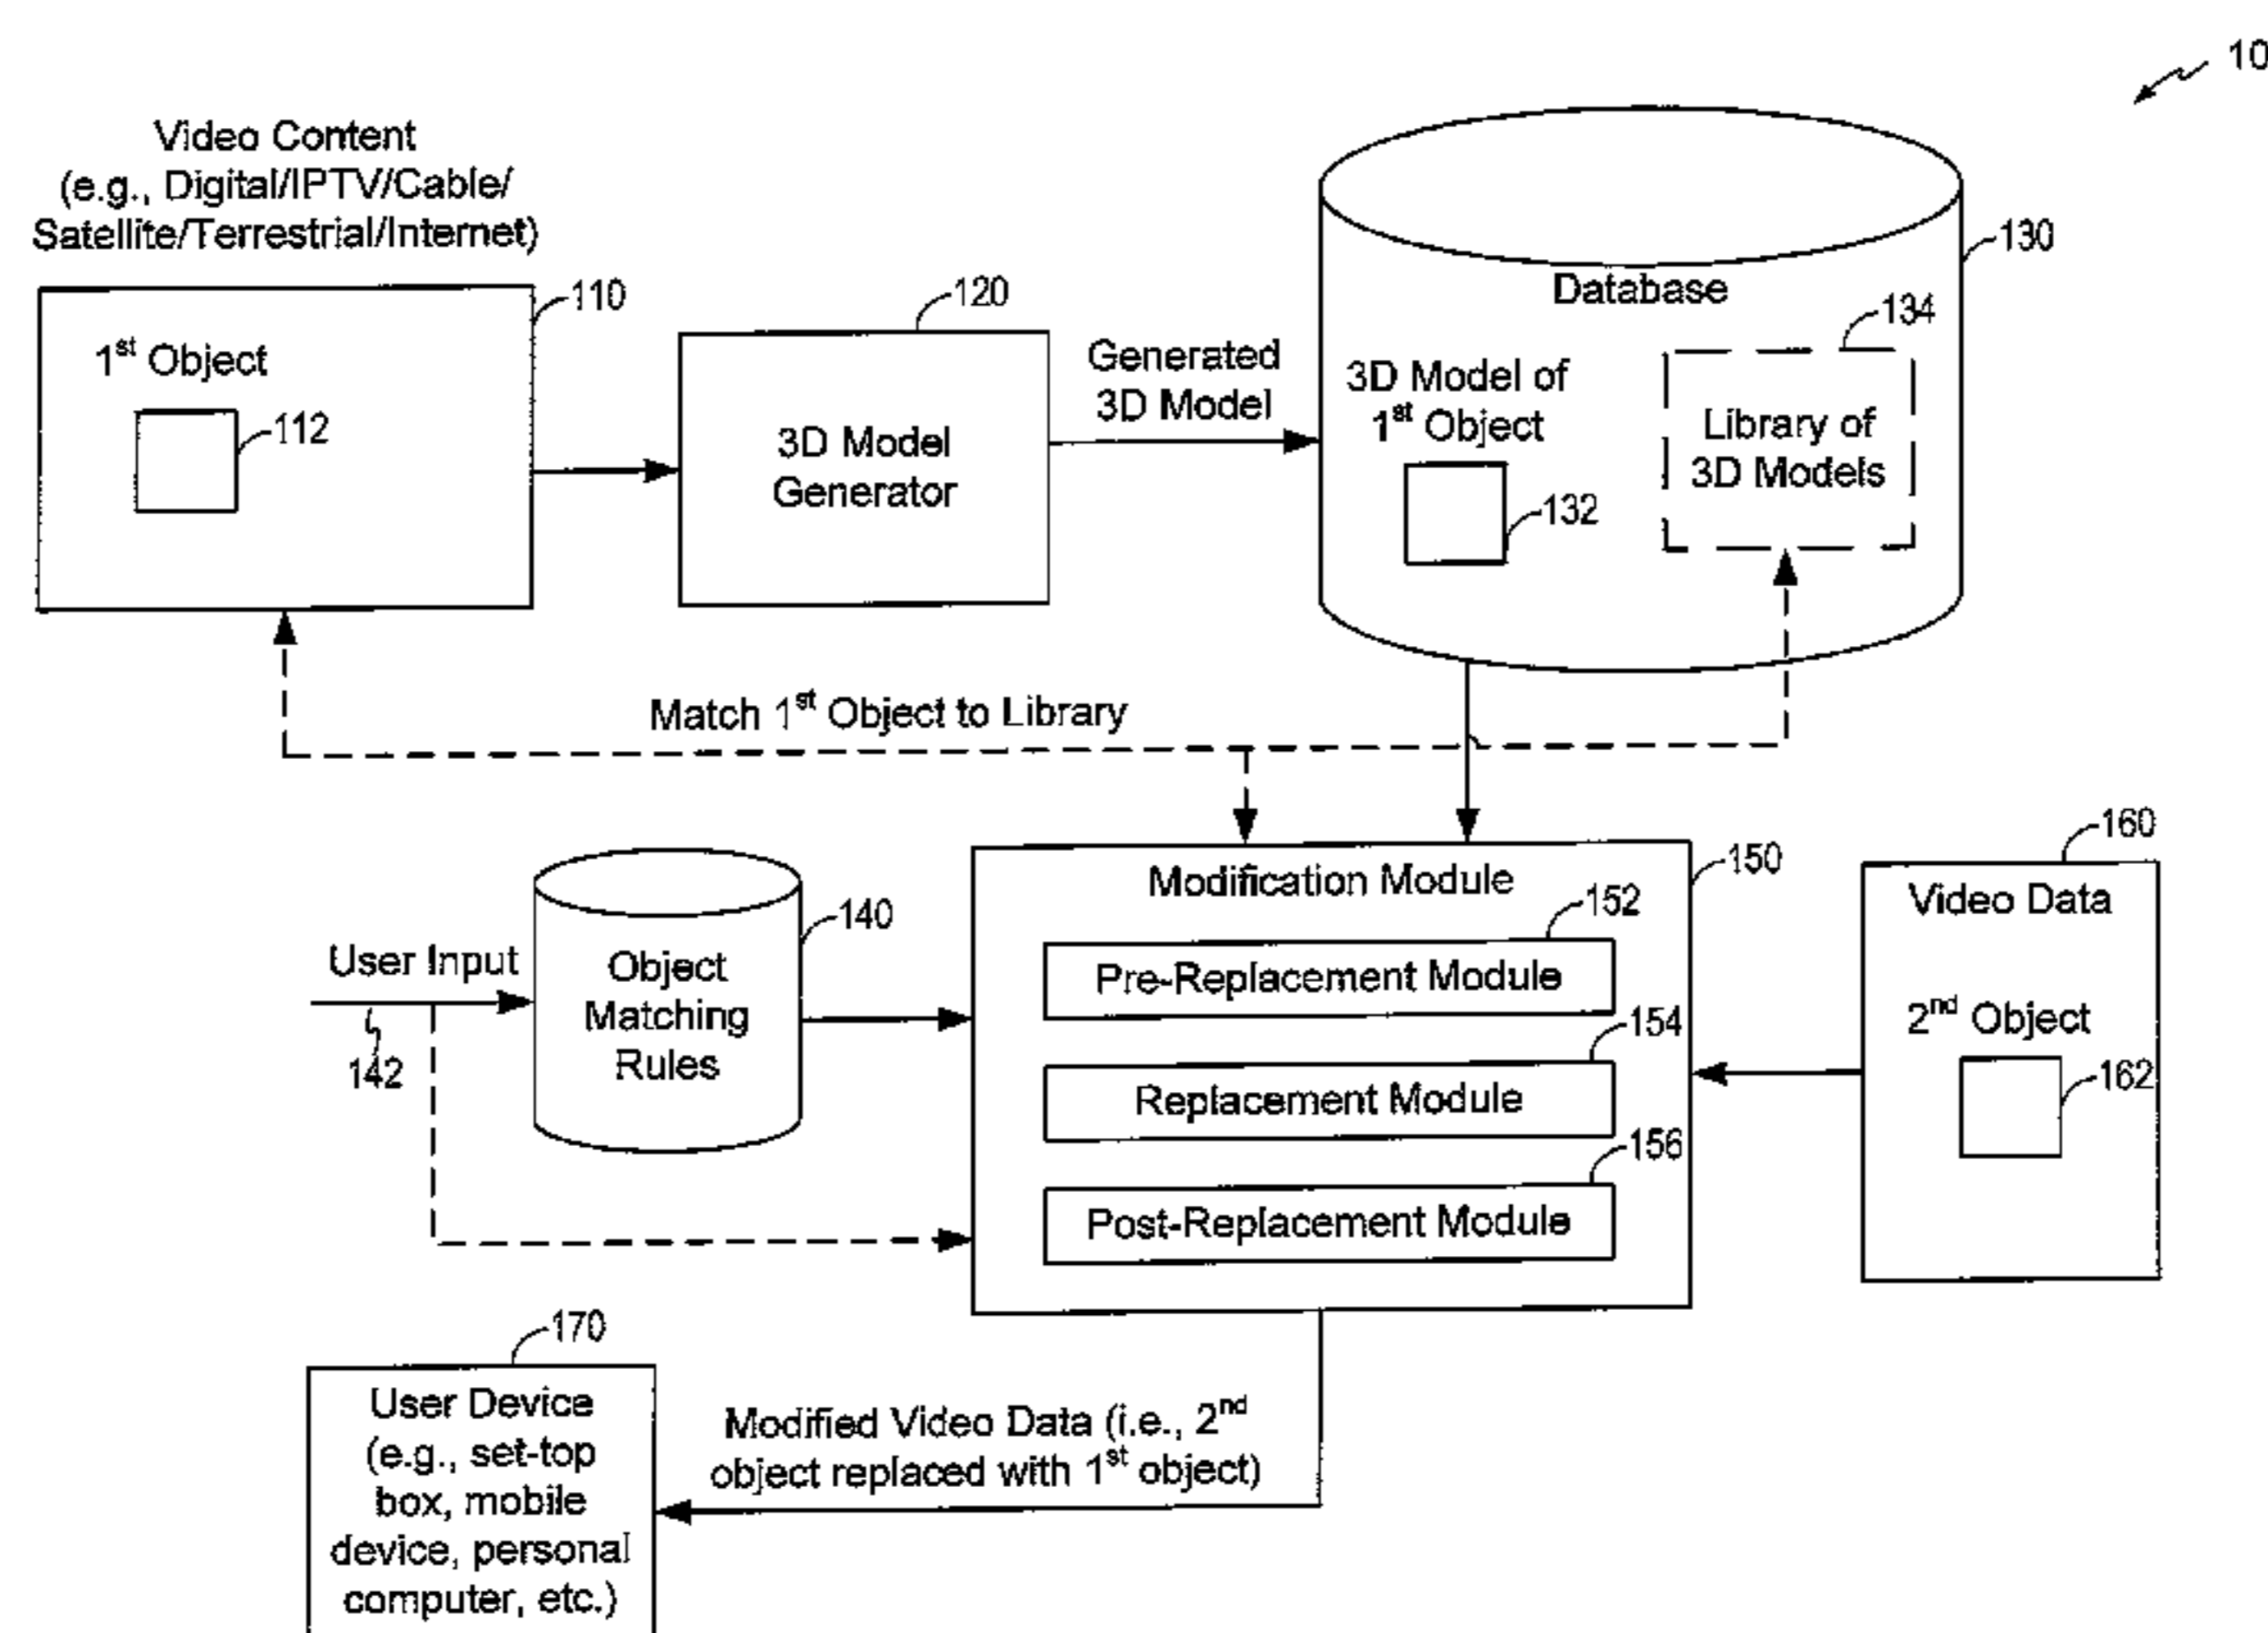 10
Video Content
(e.g., Digital/IPTV/Cable/
Satellite/Terrestrial/Internet)
110
1st Object
112
120
3D Model
Generator
Generated
3D Model
130
Database
134
3D Model of
1st Object
132
Library of
3D Models
Match 1st Object to Library
User Input
142
140
Object
Matching
Rules
150
Modification Module
152
Pre-Replacement Module
154
Replacement Module
156
Post-Replacement Module
160
Video Data
2nd Object
162
170
User Device
(e.g., set-top
box, mobile
device, personal
computer, etc.)
Modified Video Data (i.e., 2nd
object replaced with 1st object)